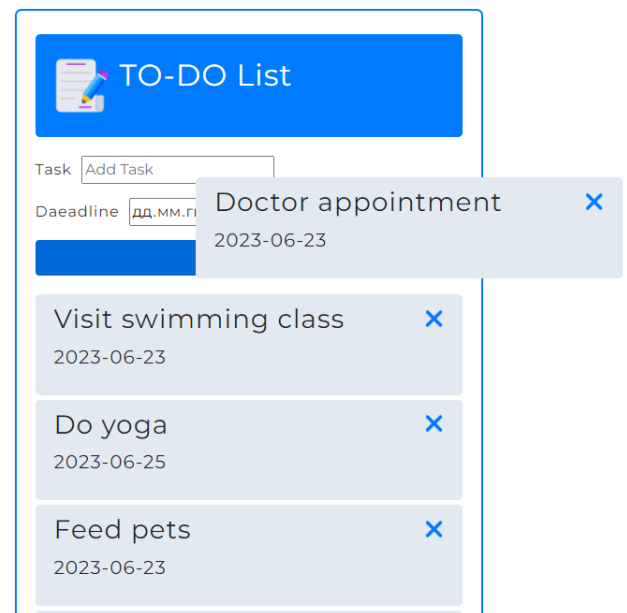 TO-DO List
Task Add Task
Daeadline дд.мм.г
Doctor appointment
2023-06-23
Visit swimming class
2023-06-23
Do yoga
2023-06-25
Feed pets
2023-06-23